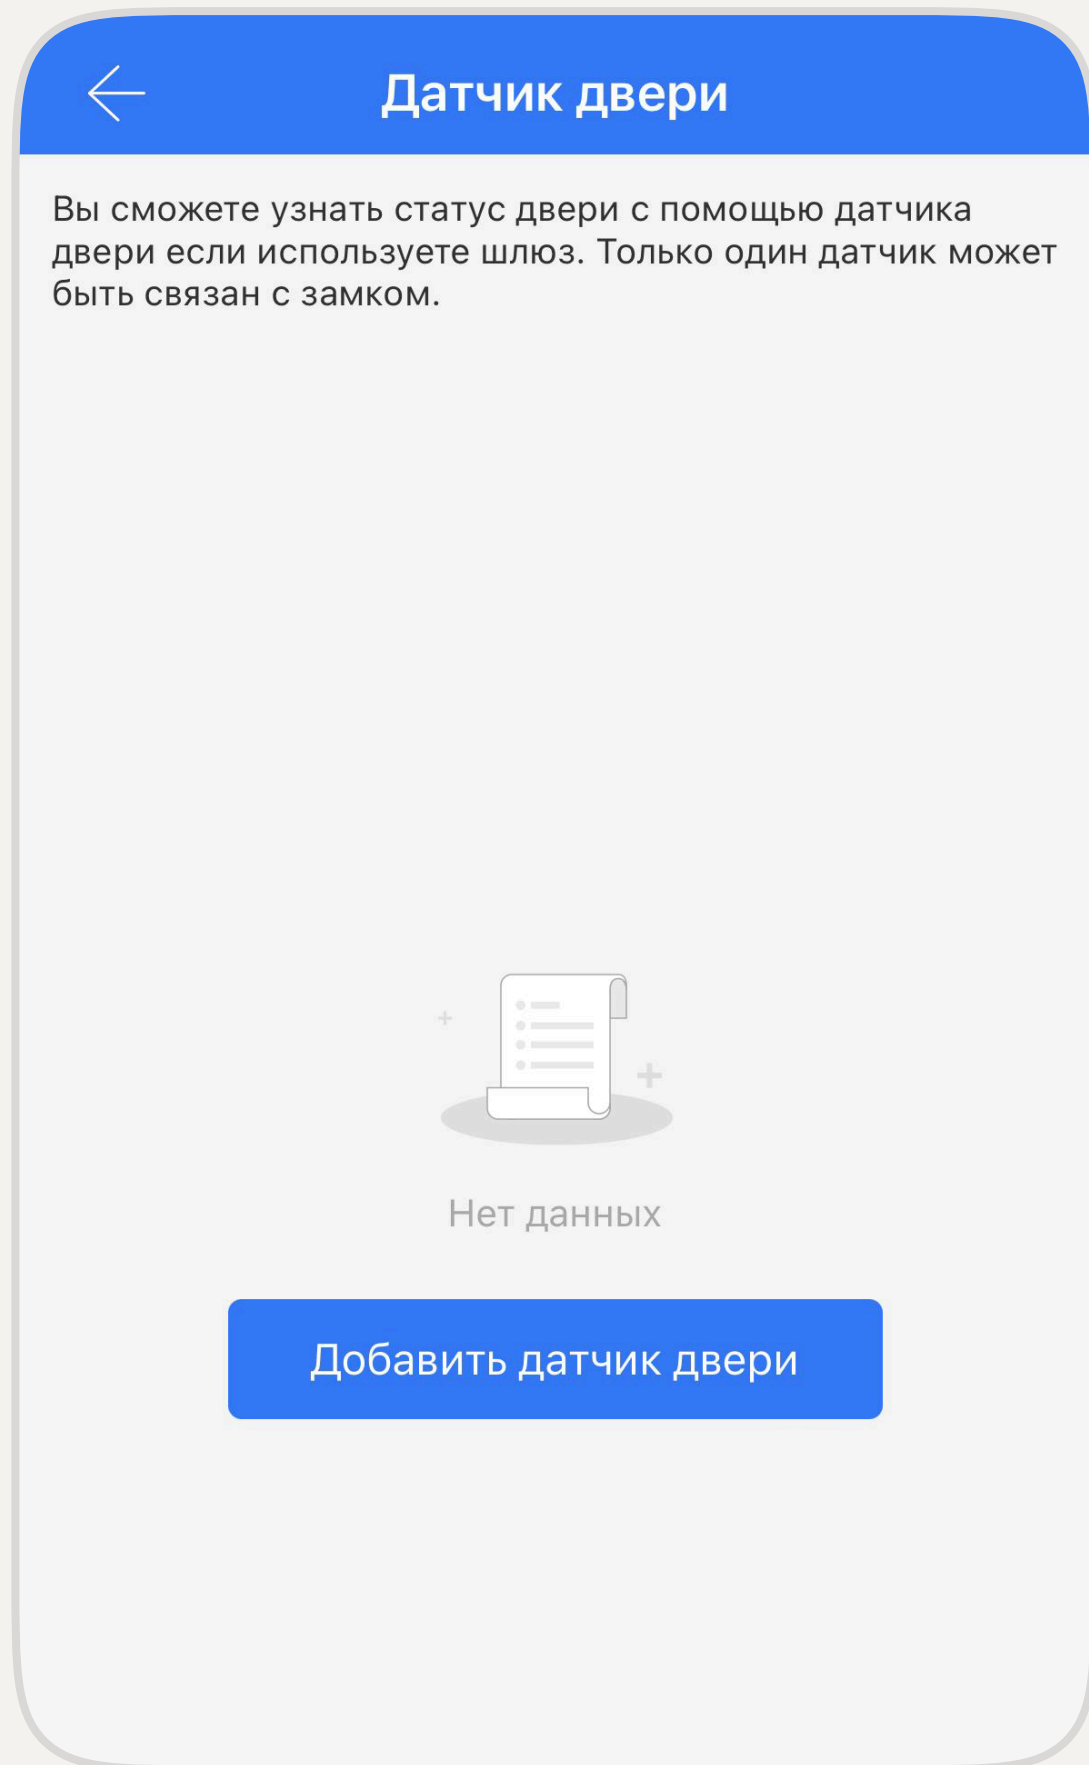 Датчик двери
Вы сможете узнать статус двери с помощью датчика
двери если используете шлюз. Только один датчик может
быть связан с замком.
Нет данных
Добавить датчик двери